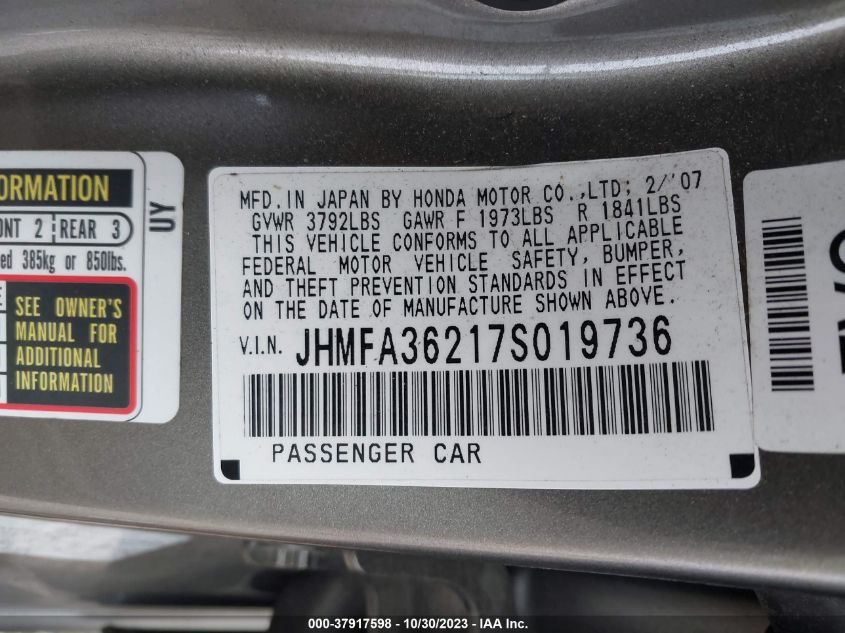 ORMATION
ONT 2 REAR 3
ed 385kg or 850lbs.
SEE OWNER'S
MANUAL FOR
ADDITIONAL
INFORMATION
UY
MFD. IN JAPAN BY HONDA MOTOR CO., LTD; 2/'07
GVWR 3792LBS GAWR F 1973LBS R 1841LBS
THIS VEHICLE CONFORMS TO ALL APPLICABLE
FEDERAL MOTOR VEHICLE SAFETY, BUMPER,
AND THEFT PREVENTION STANDARDS IN EFFECT
ON THE DATE OF MANUFACTURE SHOWN ABOVE.
V.I.N. JHMFA36217S019736
PASSENGER CAR
000-37917598 - 10/30/2023 - IAA Inc.